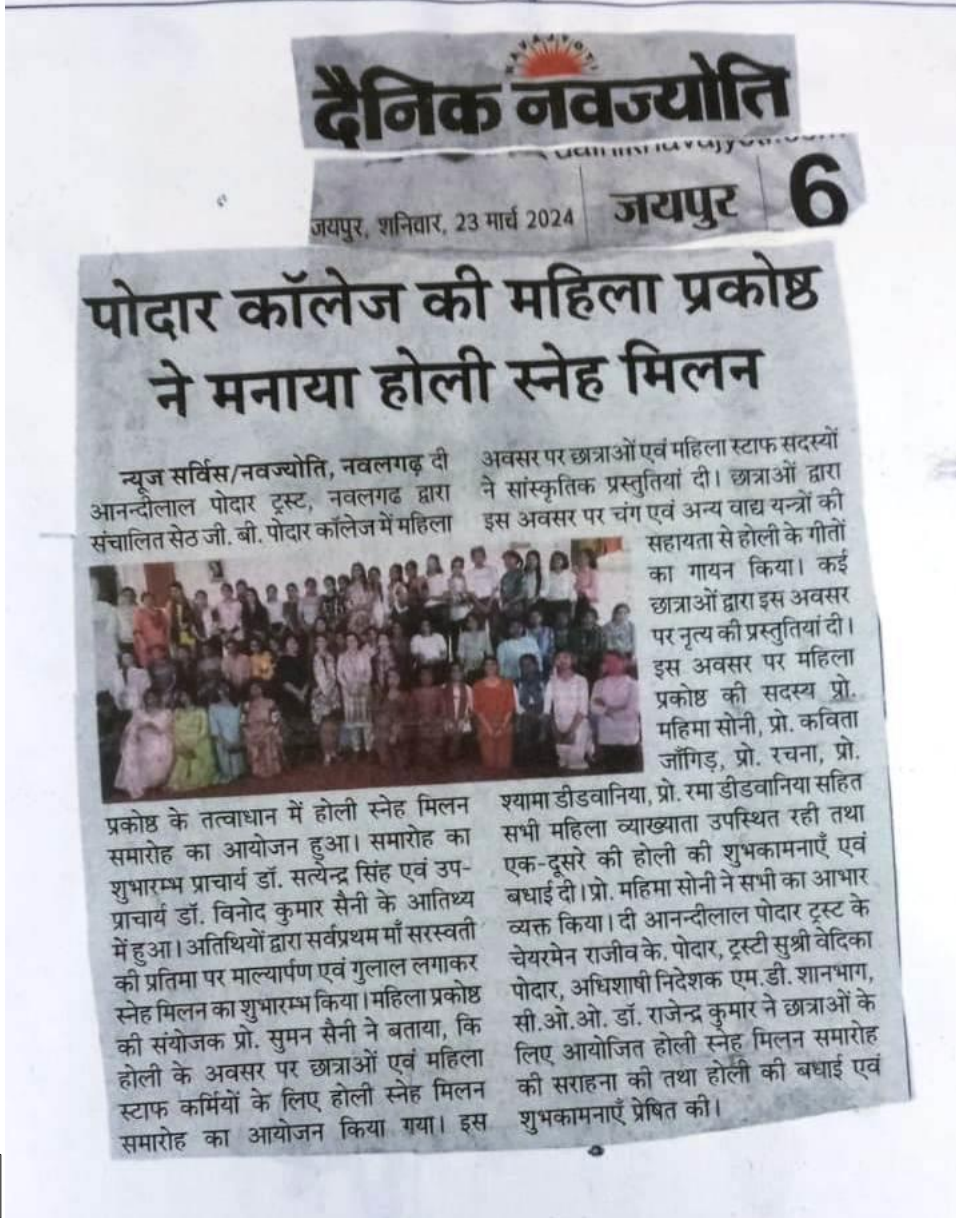 NAVAJYOTI
दैनिक नवज्योति
जयपुर, शनिवार, 23 मार्च 2024
जयपुर
6
पोदार कॉलेज की महिला प्रकोष्ठ
ने मनाया होली स्नेह मिलन
न्यूज सर्विस/नवज्योति, नवलगढ़ दी
आनन्दीलाल पोदार ट्रस्ट, नवलगढ द्वारा
संचालित सेठ जी. बी. पोदार कॉलेज में महिला
प्रकोष्ठ के तत्वाधान में होली स्नेह मिलन
समारोह का आयोजन हुआ। समारोह का
शुभारम्भ प्राचार्य डॉ. सत्येन्द्र सिंह एवं उप-
प्राचार्य डॉ. विनोद कुमार सैनी के आतिथ्य
में हुआ। अतिथियों द्वारा सर्वप्रथम माँ सरस्वती
की प्रतिमा पर माल्यार्पण एवं गुलाल लगाकर
स्नेह मिलन का शुभारम्भ किया। महिला प्रकोष्ठ
की संयोजक प्रो. सुमन सैनी ने बताया, कि
होली के अवसर पर छात्राओं एवं महिला
स्टाफ कर्मियों के लिए होली स्नेह मिलन
समारोह का आयोजन किया गया। इस
अवसर पर छात्राओं एवं महिला स्टाफ सदस्यों
ने सांस्कृतिक प्रस्तुतियां दी। छात्राओं द्वारा
इस अवसर पर चंग एवं अन्य वाद्य यन्त्रों की
सहायता से होली के गीतों
का गायन किया। कई
छात्राओं द्वारा इस अवसर
पर नृत्य की प्रस्तुतियां दी।
इस अवसर पर महिला
प्रकोष्ठ की सदस्य प्रो.
महिमा सोनी, प्रो. कविता
जाँगिड़, प्रो. रचना, प्रो.
श्यामा डीडवानिया, प्रो. रमा डीडवानिया सहित
सभी महिला व्याख्याता उपस्थित रही तथा
एक-दूसरे की होली की शुभकामनाएँ एवं
बधाई दी। प्रो. महिमा सोनी ने सभी का आभार
व्यक्त किया। दी आनन्दीलाल पोदार ट्रस्ट के
चेयरमेन राजीव के. पोदार, ट्रस्टी सुश्री वेदिका
पोदार, अधिशाषी निदेशक एम.डी. शानभाग,
सी.ओ.ओ. डॉ. राजेन्द्र कुमार ने छात्राओं के
लिए आयोजित होली स्नेह मिलन समारोह
की सराहना की तथा होली की बधाई एवं
शुभकामनाएँ प्रेषित की।